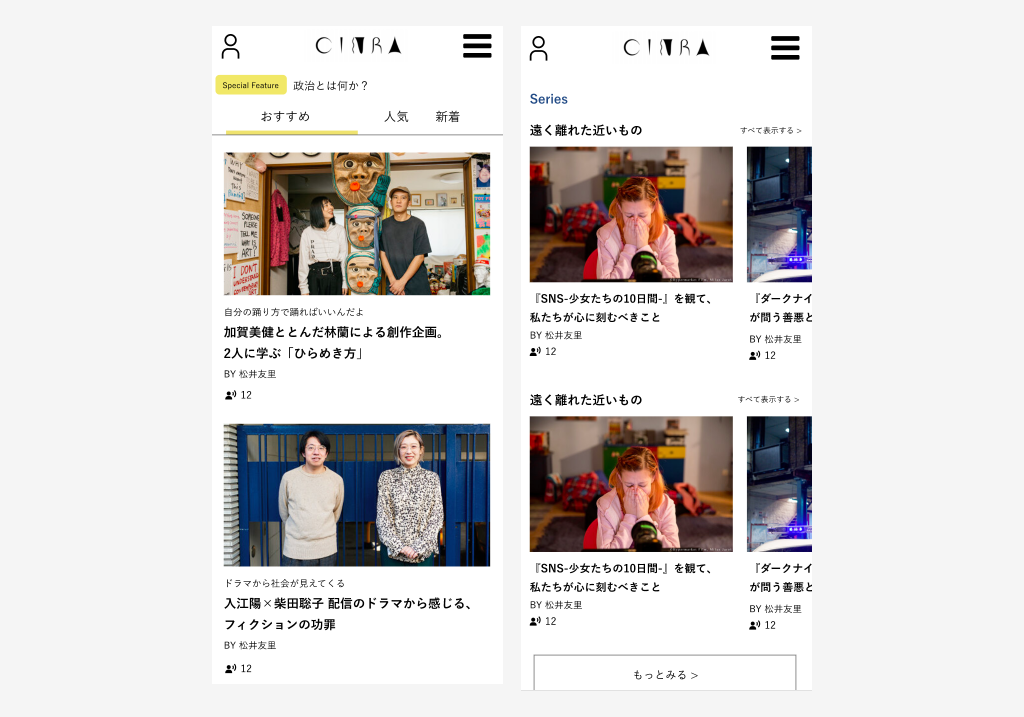 CINRA
Special Feature 政治とは何か？
おすすめ 人気 新着
WAY
SOMEONE
PLEASE
TELL ME
WHAT IS
ART!
I DON'T
UNDERSTAND
CONTEMPORARY
ART
自分の踊り方で踊ればいいんだよ
加賀美健ととんだ林蘭による創作企画。
2人に学ぶ「ひらめき方」
BY 松井友里
12
ドラマから社会が見えてくる
入江陽×柴田聡子 配信のドラマから感じる、
フィクションの功罪
BY 松井友里
12
CINRA
Series
遠く離れた近いもの すべて表示する >
『SNS-少女たちの10日間-』を観て、
私たちが心に刻むべきこと
BY 松井友里
12
『ダークナイ
が問う善悪と
BY 松井友里
12
遠く離れた近いもの すべて表示する >
『SNS-少女たちの10日間-』を観て、
私たちが心に刻むべきこと
BY 松井友里
12
『ダークナイ
が問う善悪と
BY 松井友里
12
もっとみる >